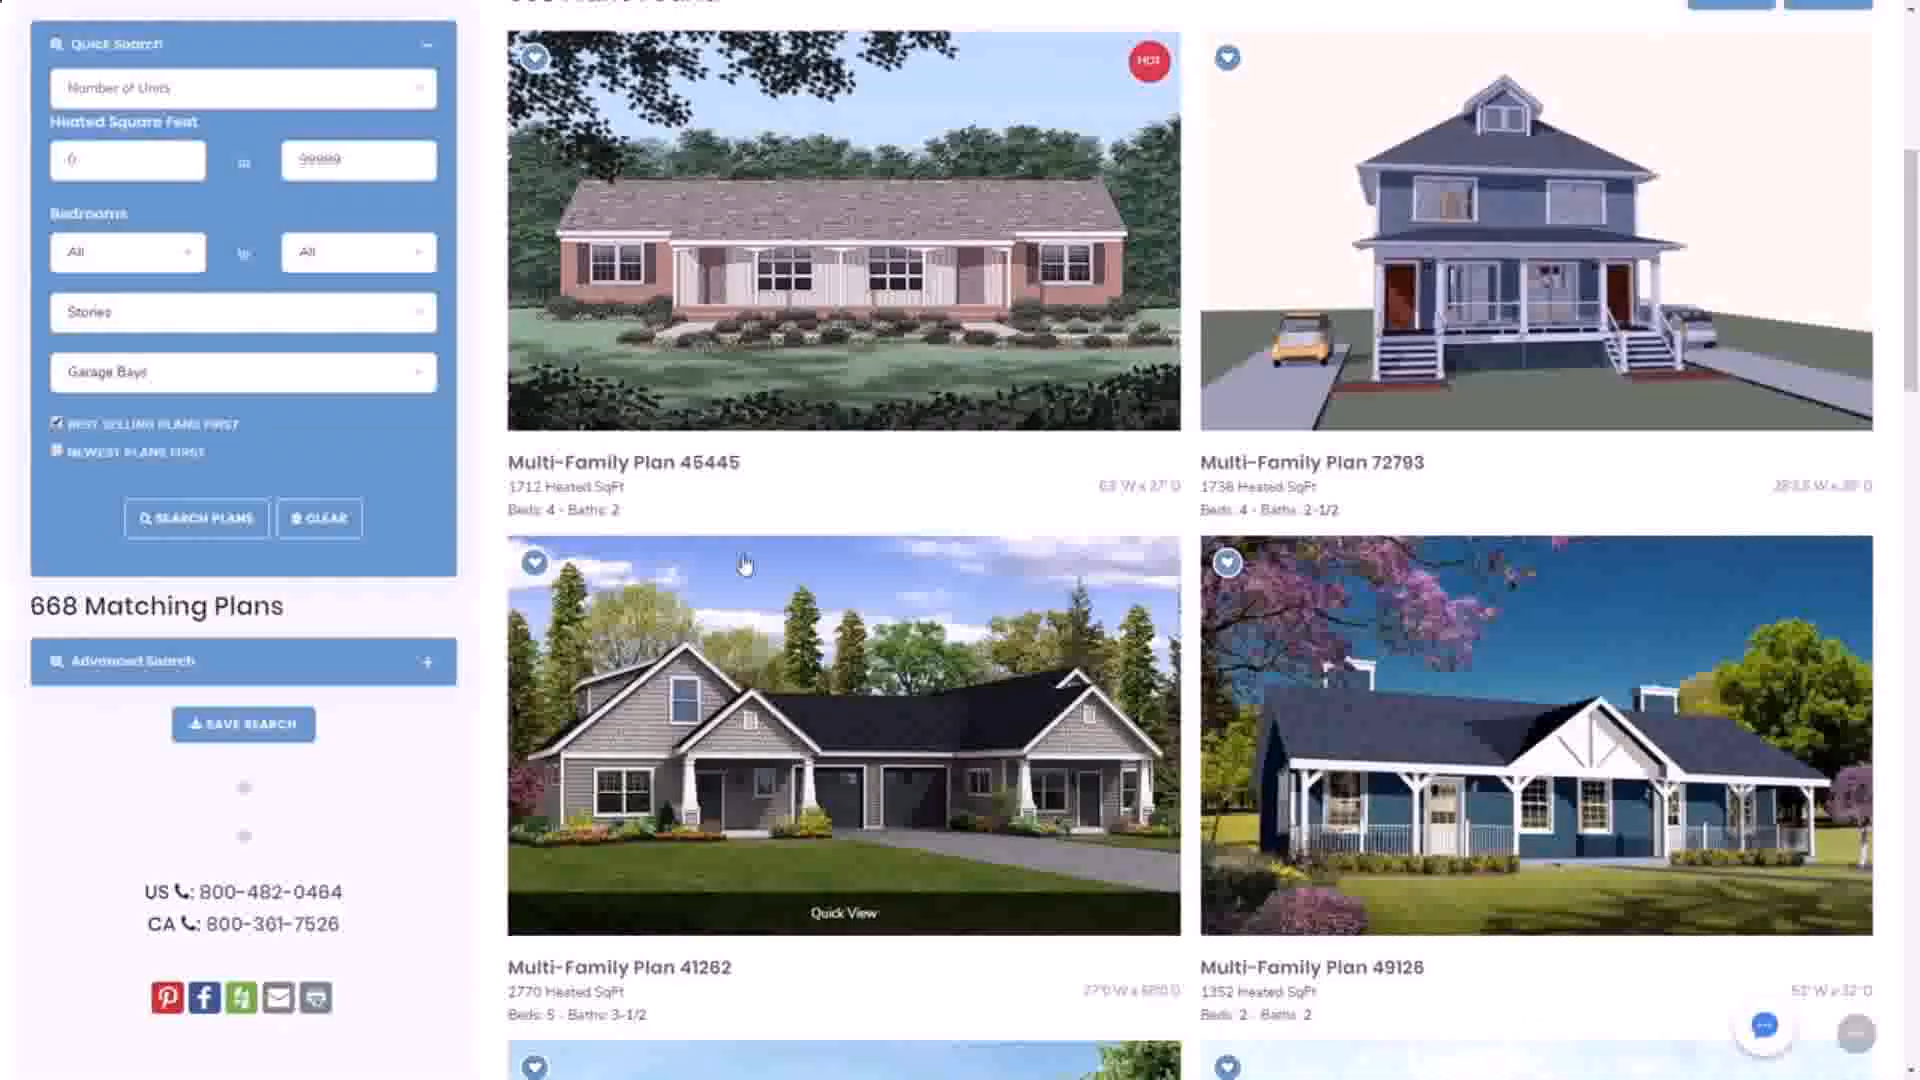 Quick Search
Number of Units
Heated Square Feet
0
to
99999
Bedrooms
All
to
All
Stories
Garage Bays
BEST SELLING PLANS FIRST
NEWEST PLANS FIRST
SEARCH PLANS
CLEAR
668 Matching Plans
Advanced Search
SAVE SEARCH
US : 800-482-0464
CA : 800-361-7526
HOT
Multi-Family Plan 45445
1712 Heated SqFt
Beds: 4 - Baths: 2
Multi-Family Plan 72793
1736 Heated SqFt
Beds: 4 - Baths: 2-1/2
Quick View
Multi-Family Plan 41262
2770 Heated SqFt
Beds: 5 - Baths: 3-1/2
Multi-Family Plan 49126
1352 Heated SqFt
Beds: 2 - Baths: 2